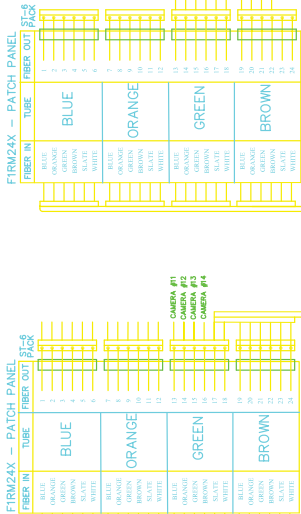 F1RM24X - PATCH PANEL
FIBER IN TUBE FIBER OUT ST-6 PACK
BLUE 1
ORANGE 2
GREEN 3
BROWN 4
SLATE 5
WHITE 6
BLUE
BLUE 7
ORANGE 8
GREEN 9
BROWN 10
SLATE 11
WHITE 12
ORANGE
BLUE 13 CAMERA #11
ORANGE 14 CAMERA #12
GREEN 15 CAMERA #13
BROWN 16 CAMERA #14
SLATE 17
WHITE 18
GREEN
BLUE 19
ORANGE 20
GREEN 21
BROWN 22
SLATE 23
WHITE 24
BROWN
F1RM24X - PATCH PANEL
FIBER IN TUBE FIBER OUT ST-6 PACK
BLUE 1
ORANGE 2
GREEN 3
BROWN 4
SLATE 5
WHITE 6
BLUE
BLUE 7
ORANGE 8
GREEN 9
BROWN 10
SLATE 11
WHITE 12
ORANGE
BLUE 13
ORANGE 14
GREEN 15
BROWN 16
SLATE 17
WHITE 18
GREEN
BLUE 19
ORANGE 20
GREEN 21
BROWN 22
SLATE 23
WHITE 24
BROWN